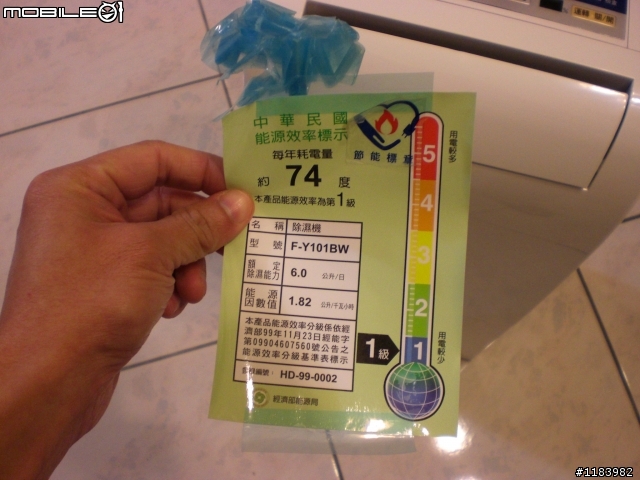 MOBILE01
中華民國
能源效率標示
節能標章
每年耗電量
約 74 度
本產品能源效率為第1級
名稱 除濕機
型號 F-Y101BW
額定除濕能力 6.0 公升/日
能源因數值 1.82 公升/千瓦小時
本產品能源效率分級係依經
濟部99年11月23日經能字
第09904607560號公告之
能源效率分級基準表標示
登錄編號: HD-99-0002
經濟部能源局
用電較多
5
4
3
2
1
1級
用電較少
運轉 開/關
#1183982